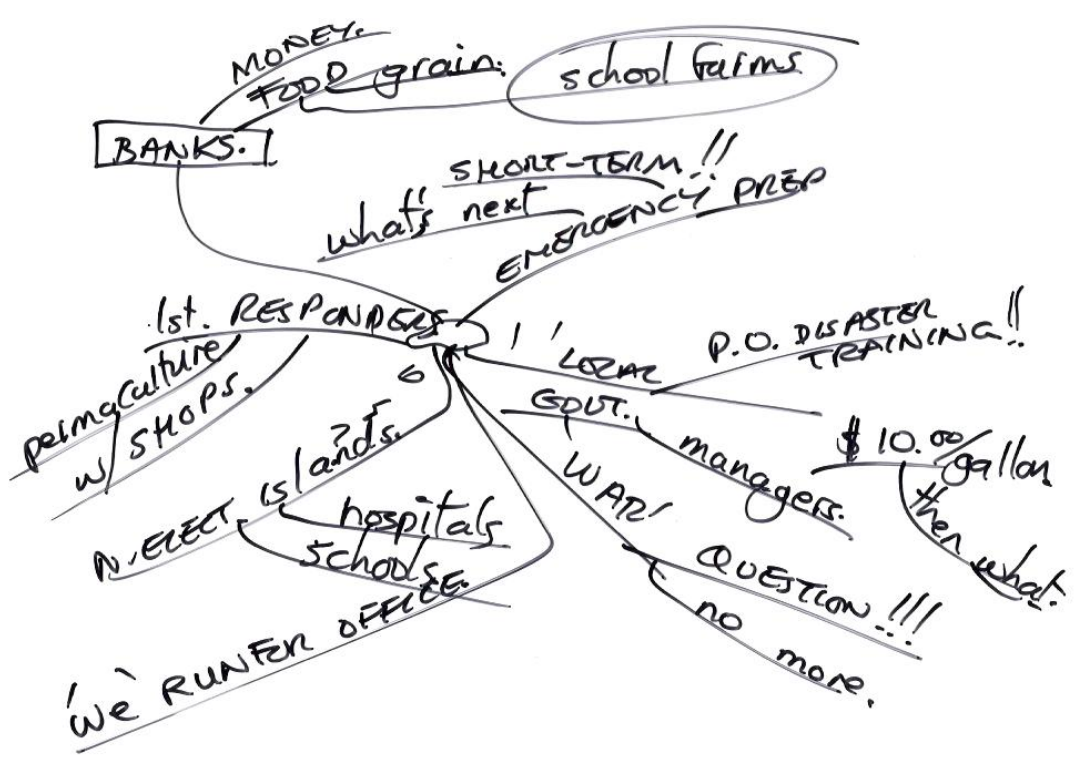 MONEY.
FOOD grain.
school farms
BANKS.
SHORT-TERM!!
what's next
EMERGENCY PREP
1st. RESPONDERS
permaculture
w/ SHOPS.
LOCAL
P.O. DISASTER
TRAINING!!
GOVT.
managers.
$10.00/
gallon
then what.
WAR!
QUESTION!!!
no more.
islands.
hospitals
schools
'We' RUN FOR OFFICE.